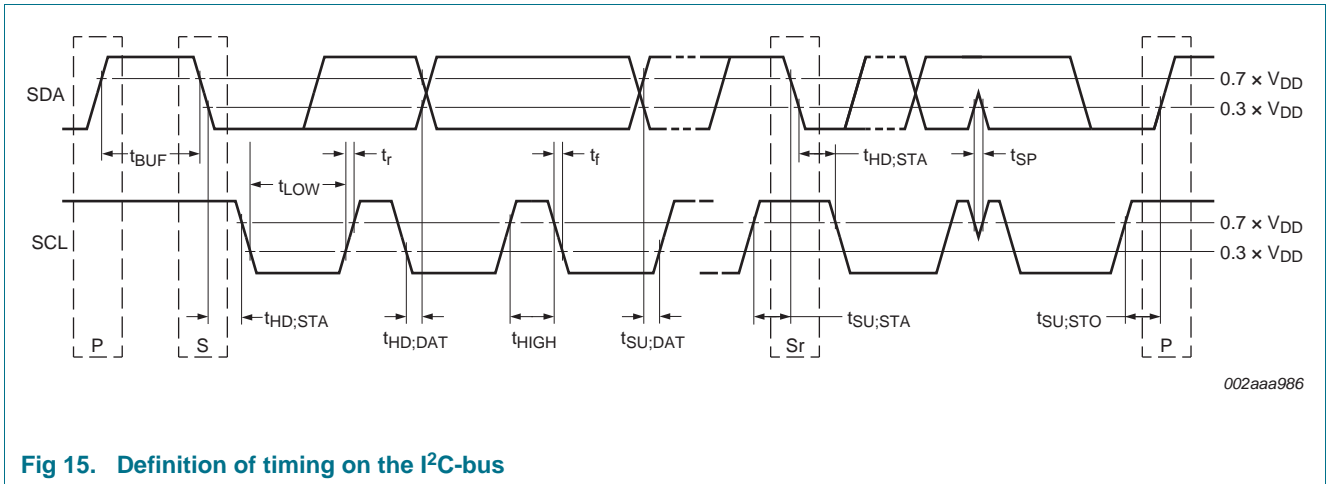 SDA
0.7 × VDD
0.3 × VDD
tBUF
tr
tf
tHD;STA
tSP
tLOW
SCL
0.7 × VDD
0.3 × VDD
tHD;STA
tHD;DAT
tHIGH
tSU;DAT
tSU;STA
tSU;STO
P
S
Sr
P
002aaa986
Fig 15. Definition of timing on the I2C-bus